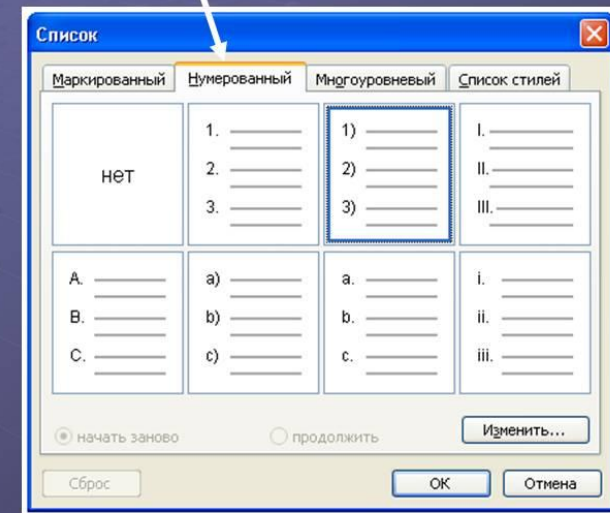 Список
Маркированный Нумерованный Многоуровневый Список стилей
нет
1.
2.
3.
1)
2)
3)
I.
II.
III.
A.
B.
C.
a)
b)
c)
a.
b.
c.
i.
ii.
iii.
начать заново продолжить Изменить...
Сброс ОК Отмена